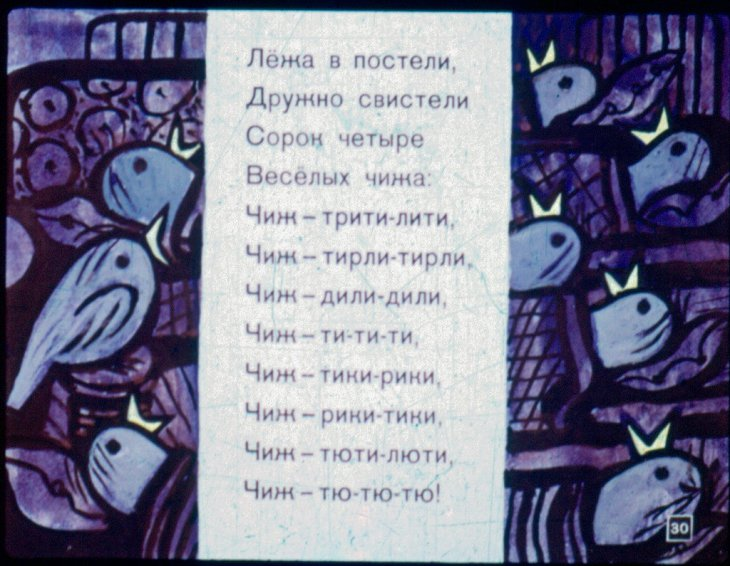 Лёжа в постели,
Дружно свистели
Сорок четыре
Весёлых чижа:
Чиж – трити-лити,
Чиж – тирли-тирли,
Чиж – дили-дили,
Чиж – ти-ти-ти,
Чиж – тики-рики,
Чиж – рики-тики,
Чиж – тюти-люти,
Чиж – тю-тю-тю!
30